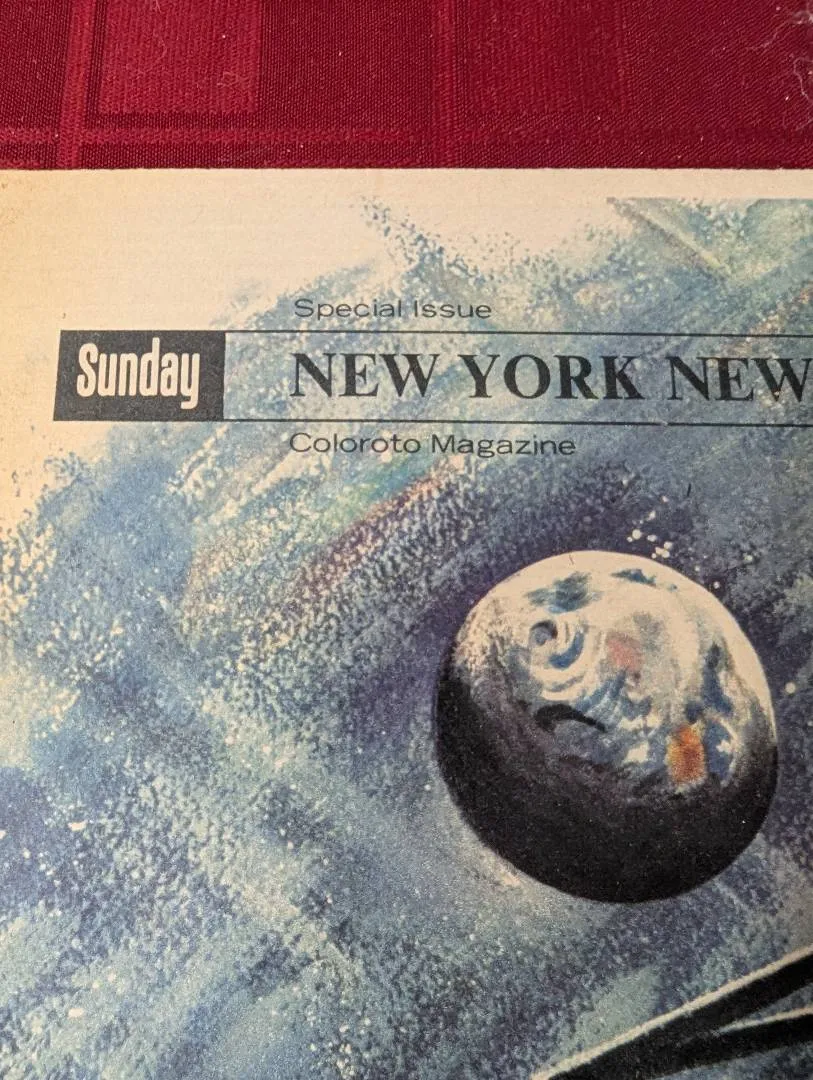 Special Issue
Sunday NEW YORK NEW
Coloroto Magazine